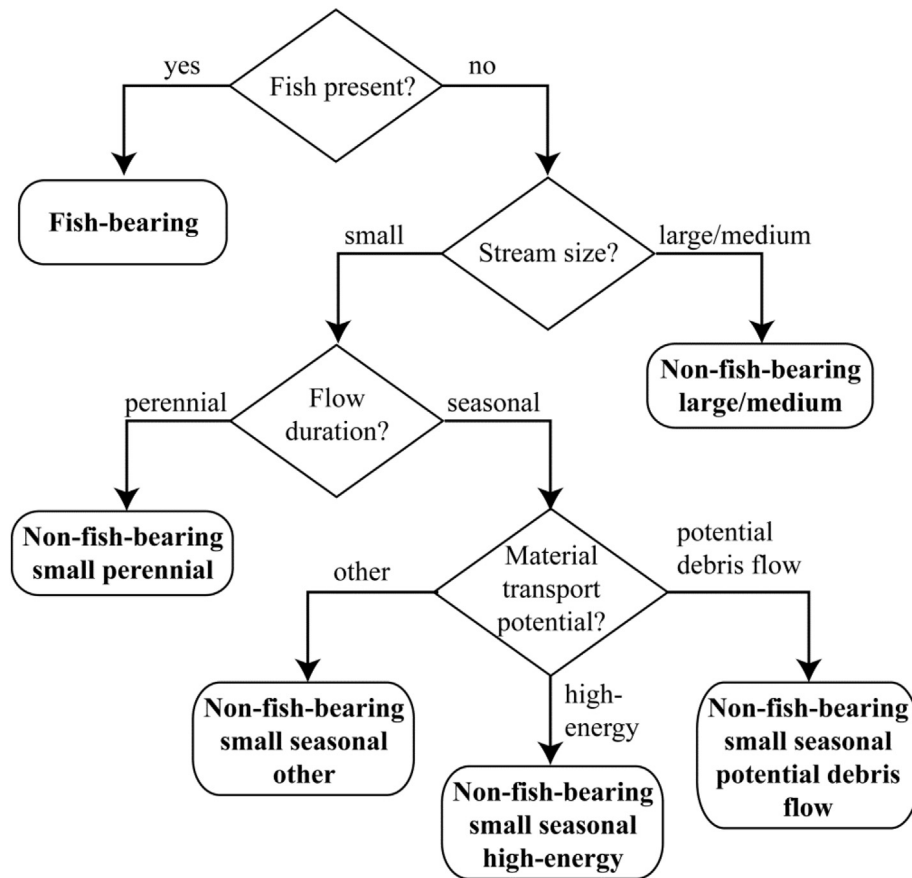 yes
Fish present?
no
Fish-bearing
small
Stream size?
large/medium
Non-fish-bearing
large/medium
perennial
Flow
duration?
seasonal
Non-fish-bearing
small perennial
other
Material
transport
potential?
potential
debris flow
Non-fish-bearing
small seasonal
other
high-
energy
Non-fish-bearing
small seasonal
high-energy
Non-fish-bearing
small seasonal
potential debris
flow